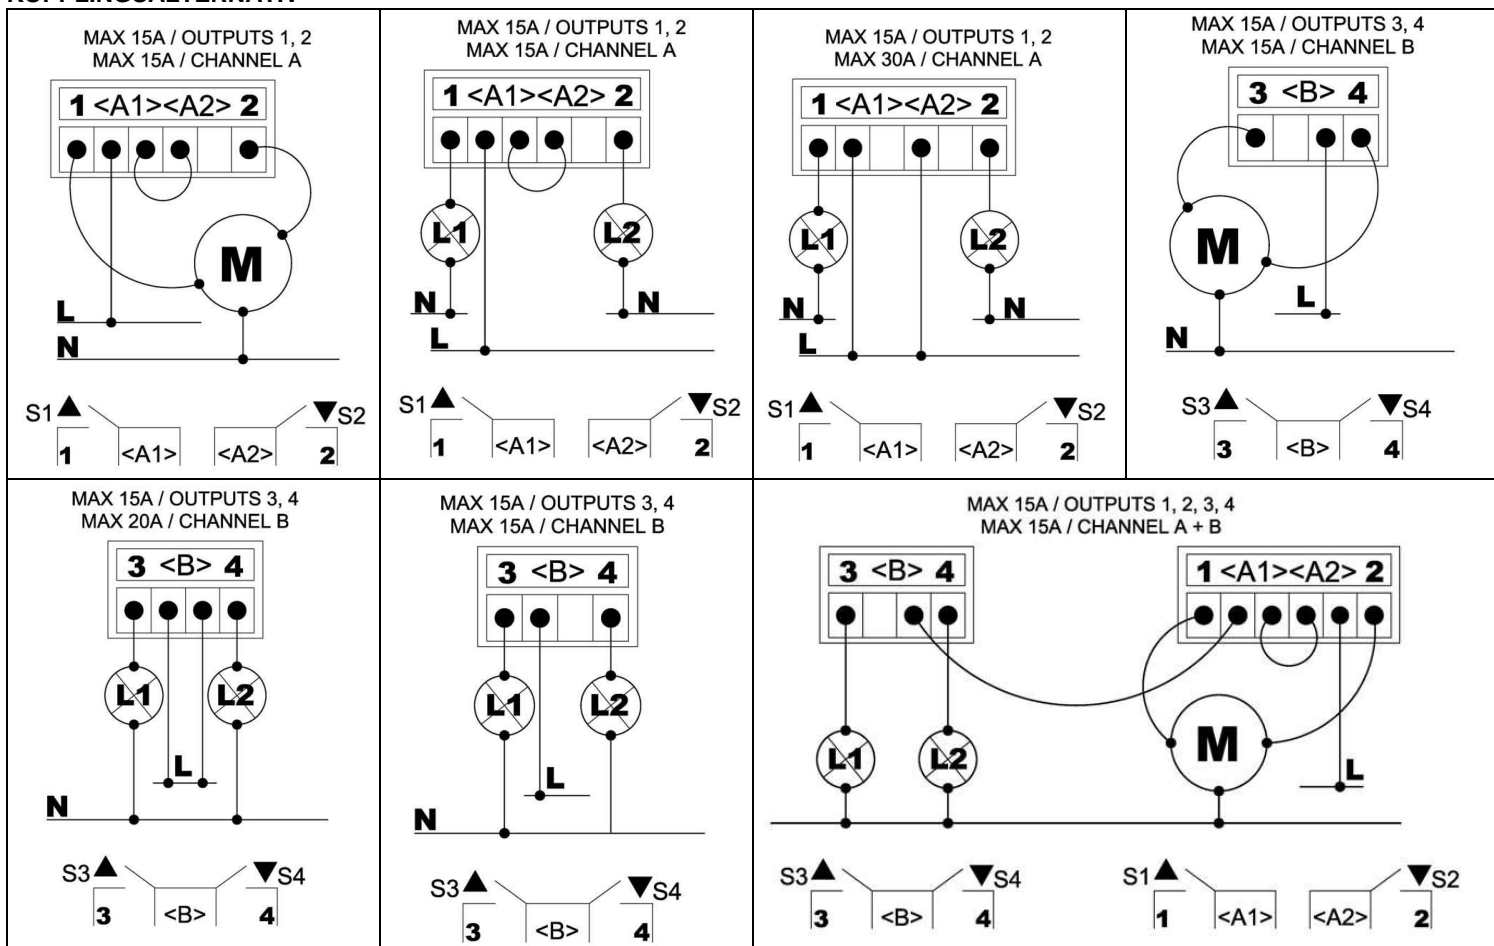 KOPPLINGSALTERNATIV
MAX 15A / OUTPUTS 1, 2
MAX 15A / CHANNEL A
1 <A1><A2> 2
M
L
N
S1 S2
1 <A1> <A2> 2
MAX 15A / OUTPUTS 1, 2
MAX 15A / CHANNEL A
1 <A1><A2> 2
L1 L2
N N
L
S1 S2
1 <A1> <A2> 2
MAX 15A / OUTPUTS 1, 2
MAX 30A / CHANNEL A
1 <A1><A2> 2
L1 L2
N N
L
S1 S2
1 <A1> <A2> 2
MAX 15A / OUTPUTS 3, 4
MAX 15A / CHANNEL B
3 <B> 4
M
L
N
S3 S4
3 <B> 4
MAX 15A / OUTPUTS 3, 4
MAX 20A / CHANNEL B
3 <B> 4
L1 L2
L
N
S3 S4
3 <B> 4
MAX 15A / OUTPUTS 3, 4
MAX 15A / CHANNEL B
3 <B> 4
L1 L2
L
N
S3 S4
3 <B> 4
MAX 15A / OUTPUTS 1, 2, 3, 4
MAX 15A / CHANNEL A + B
3 <B> 4 1 <A1><A2> 2
L1 L2 M
L
S3 S4 S1 S2
3 <B> 4 1 <A1> <A2> 2